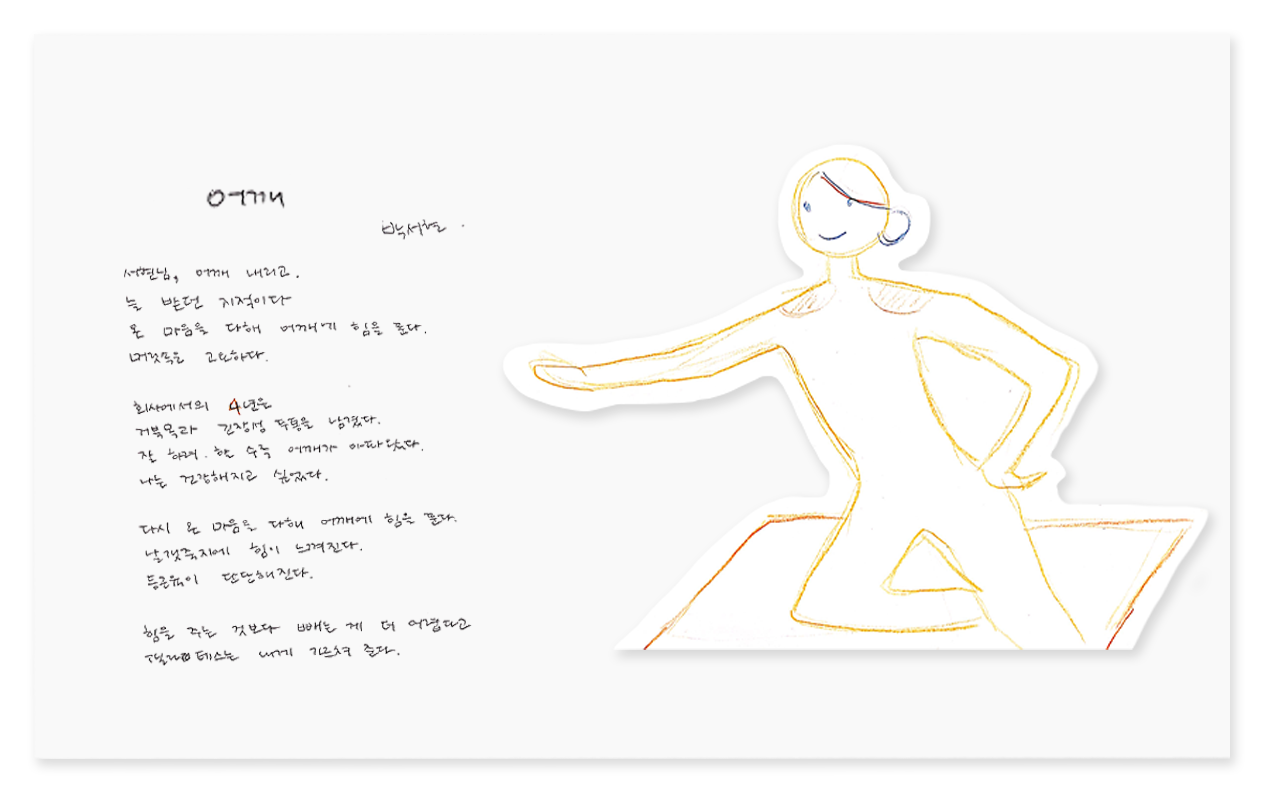 어깨
박서현.
서현님, 어깨 내리고.
늘 받던 지적이다
온 마음을 다해 어깨에 힘을 푼다.
머릿속은 고요하다.
회사에서의 4년은
거북목과 긴장성 두통을 남겼다.
잘 하려 할 수록 어깨가 아파왔다.
나는 건강해지고 싶었다.
다시 온 마음을 다해 어깨에 힘을 푼다.
날갯죽지에 힘이 느껴진다.
등근육이 단단해진다.
힘을 주는 것보다 빼는 게 더 어렵다고
필라테스는 내게 가르쳐 준다.